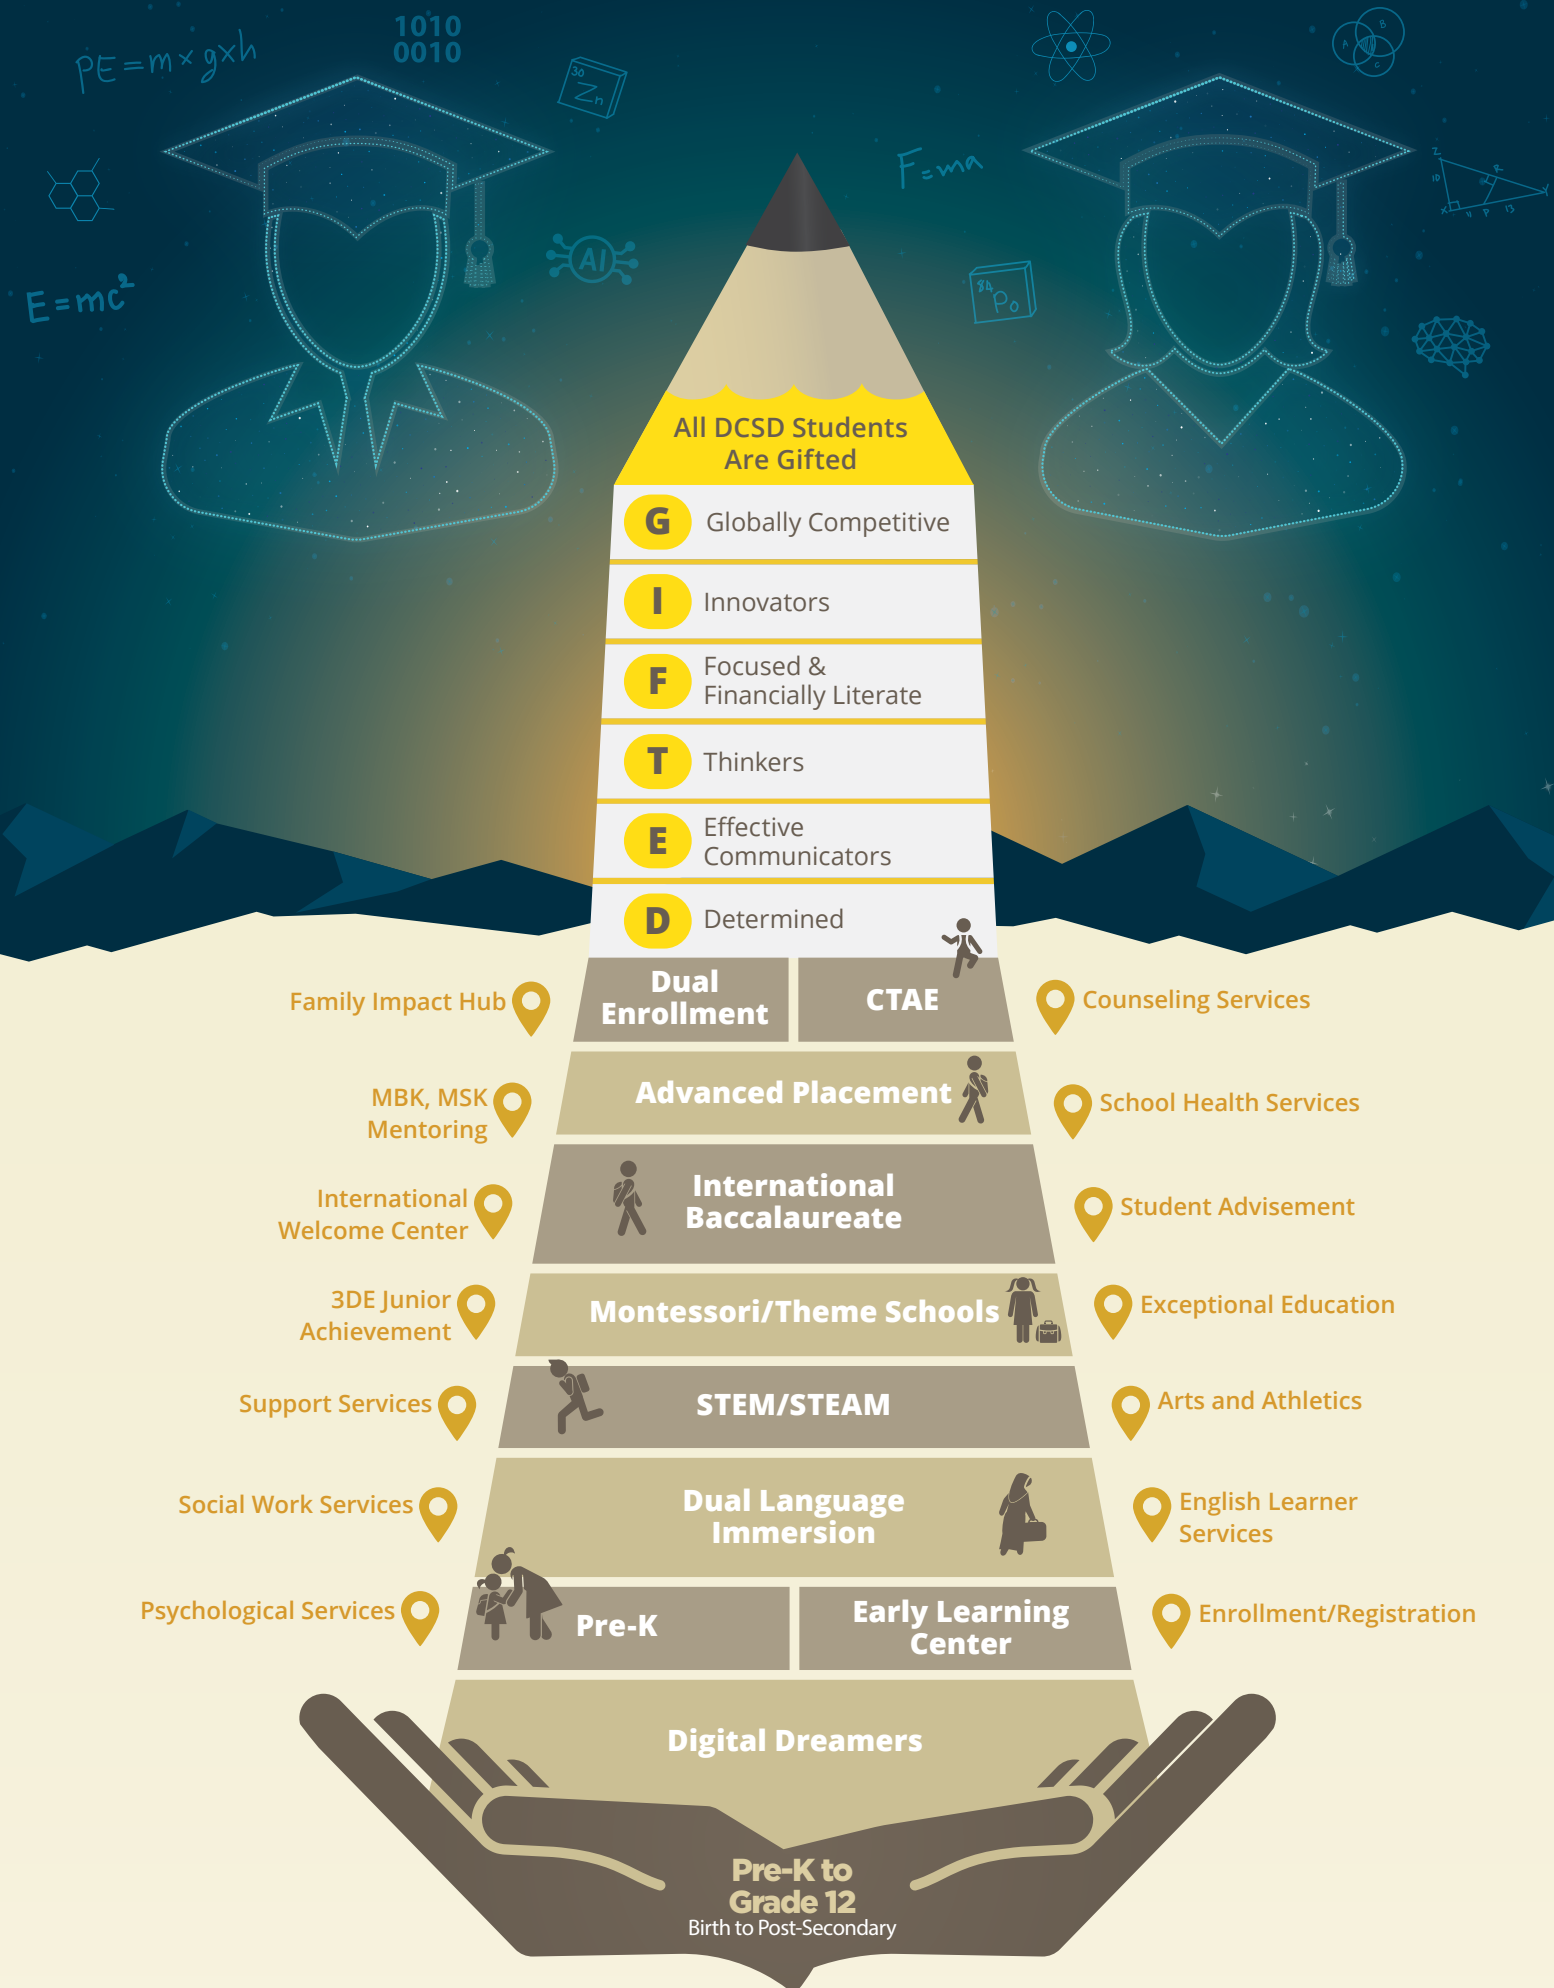 PE=m×g×h
1010
0010
30
Zn
A
B
C
F=ma
Z
10
R
Y
X
11
P
13
AI
84
Po
E=mc²
All DCSD Students
Are Gifted
G Globally Competitive
I Innovators
F Focused &
Financially Literate
T Thinkers
E Effective
Communicators
D Determined
Family Impact Hub
Dual
Enrollment
CTAE
Counseling Services
MBK, MSK
Mentoring
Advanced Placement
School Health Services
International
Welcome Center
International
Baccalaureate
Student Advisement
3DE Junior
Achievement
Montessori/Theme Schools
Exceptional Education
Support Services
STEM/STEAM
Arts and Athletics
Social Work Services
Dual Language
Immersion
English Learner
Services
Psychological Services
Pre-K
Early Learning
Center
Enrollment/Registration
Digital Dreamers
Pre-K to
Grade 12
Birth to Post-Secondary